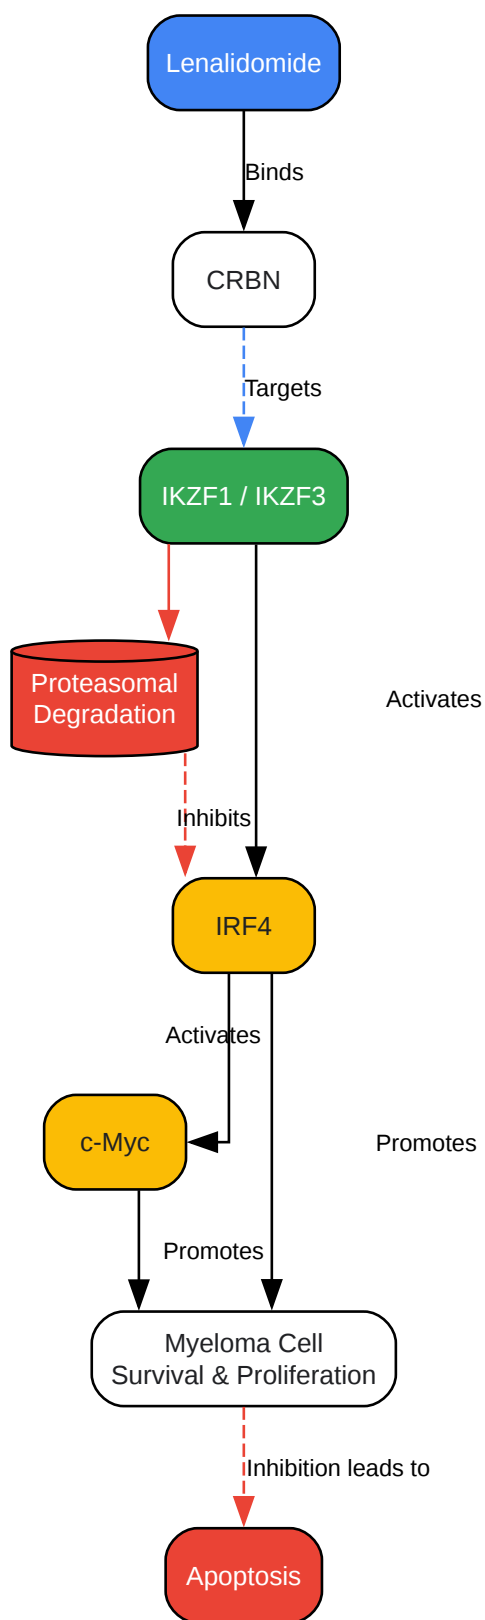 Lenalidomide
Binds
CRBN
Targets
IKZF1 / IKZF3
Proteasomal
Degradation
Activates
Inhibits
IRF4
Activates
c-Myc
Promotes
Promotes
Myeloma Cell
Survival & Proliferation
Inhibition leads to
Apoptosis